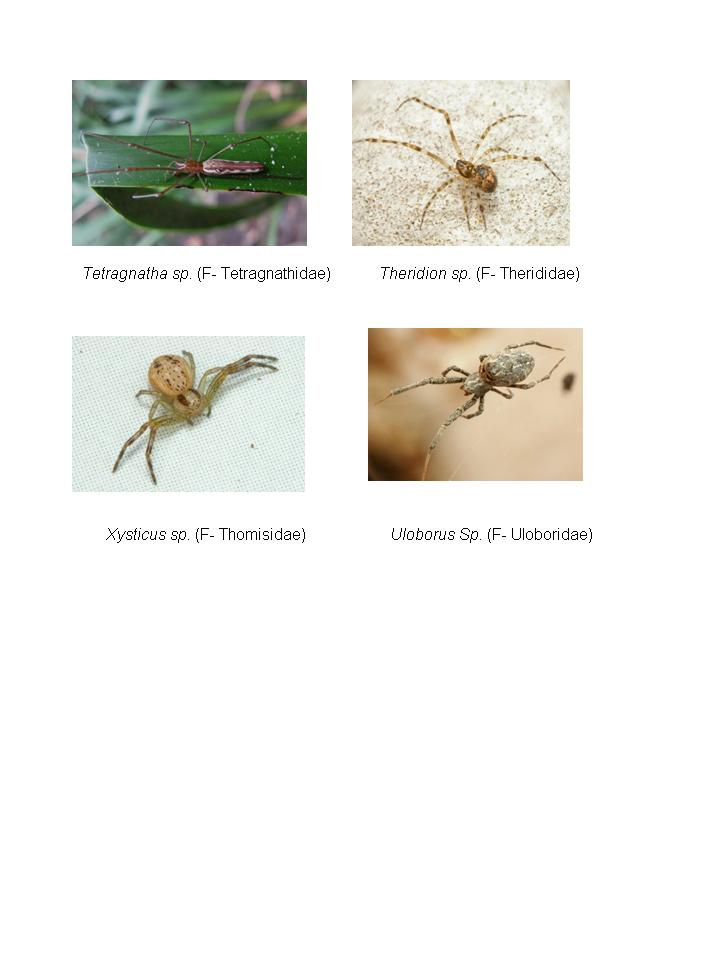 Tetragnatha sp. (F- Tetragnathidae)
Theridion sp. (F- Therididae)
Xysticus sp. (F- Thomisidae)
Uloborus Sp. (F- Uloboridae)